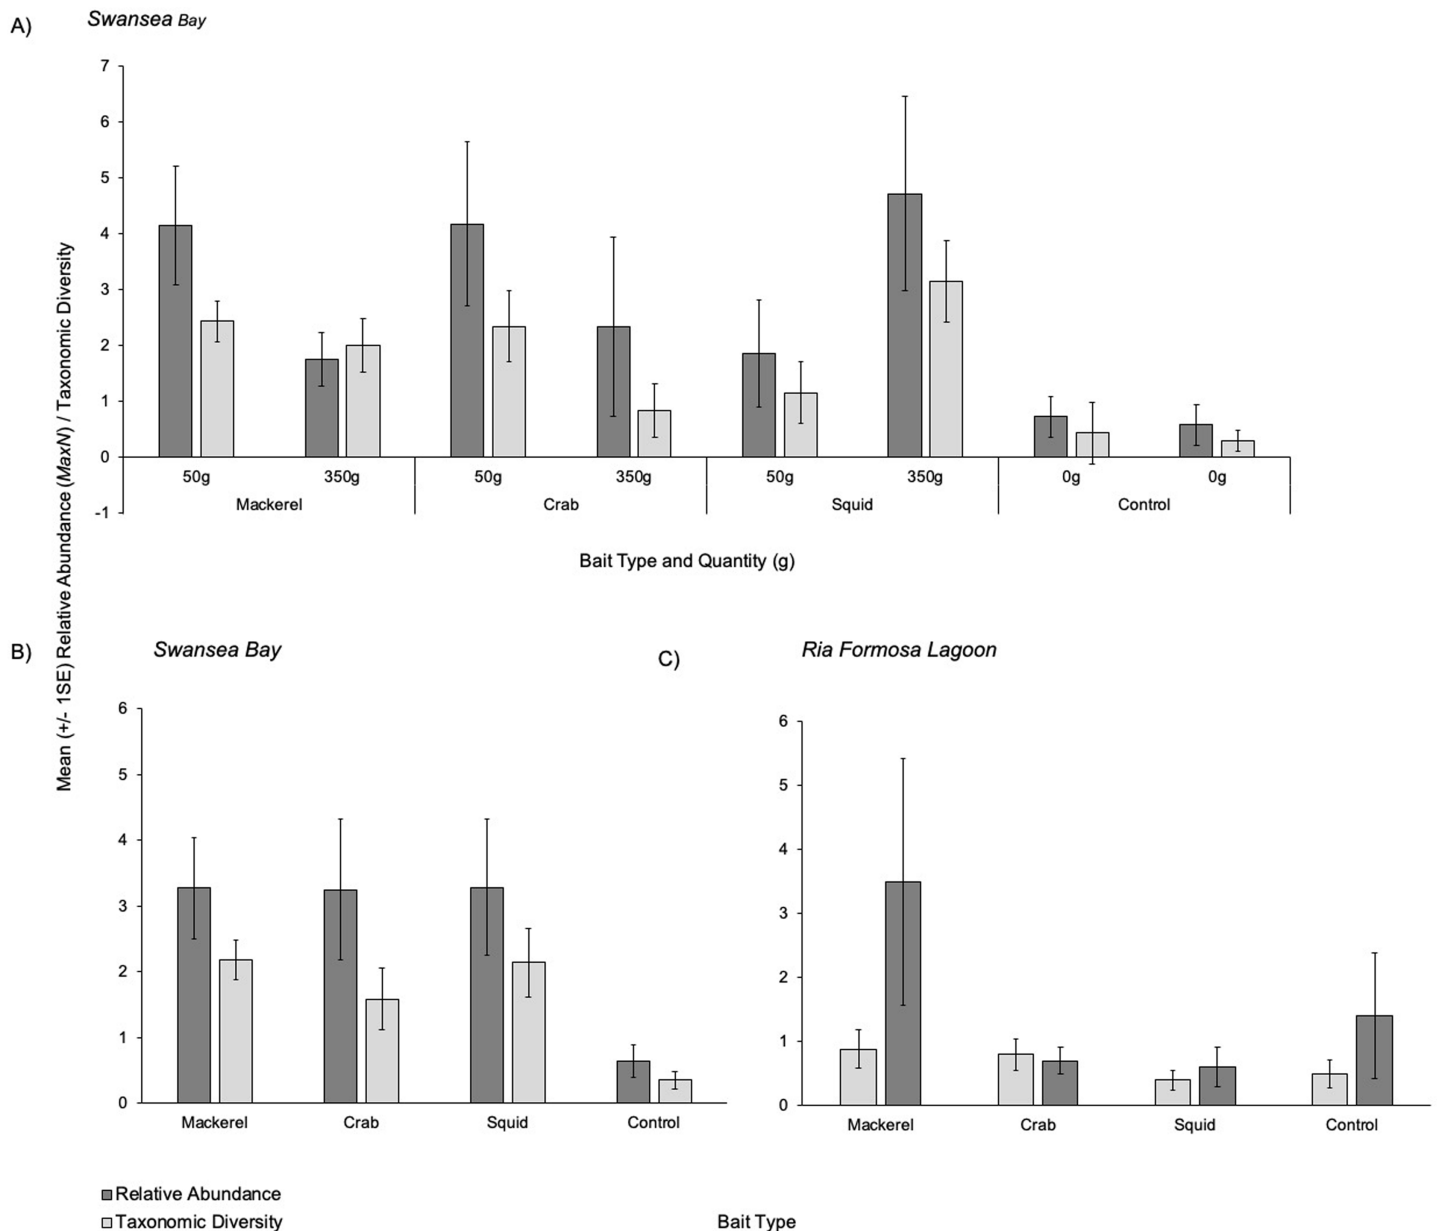 A)
Swansea Bay
7
6
5
4
3
2
1
0
-1
50g 350g 50g 350g 50g 350g 0g 0g
Mackerel Crab Squid Control
Bait Type and Quantity (g)
Mean (+/- 1SE) Relative Abundance (MaxN) / Taxonomic Diversity
B)
Swansea Bay
6
5
4
3
2
1
0
Mackerel Crab Squid Control
C)
Ria Formosa Lagoon
6
5
4
3
2
1
0
Mackerel Crab Squid Control
Relative Abundance
Taxonomic Diversity
Bait Type